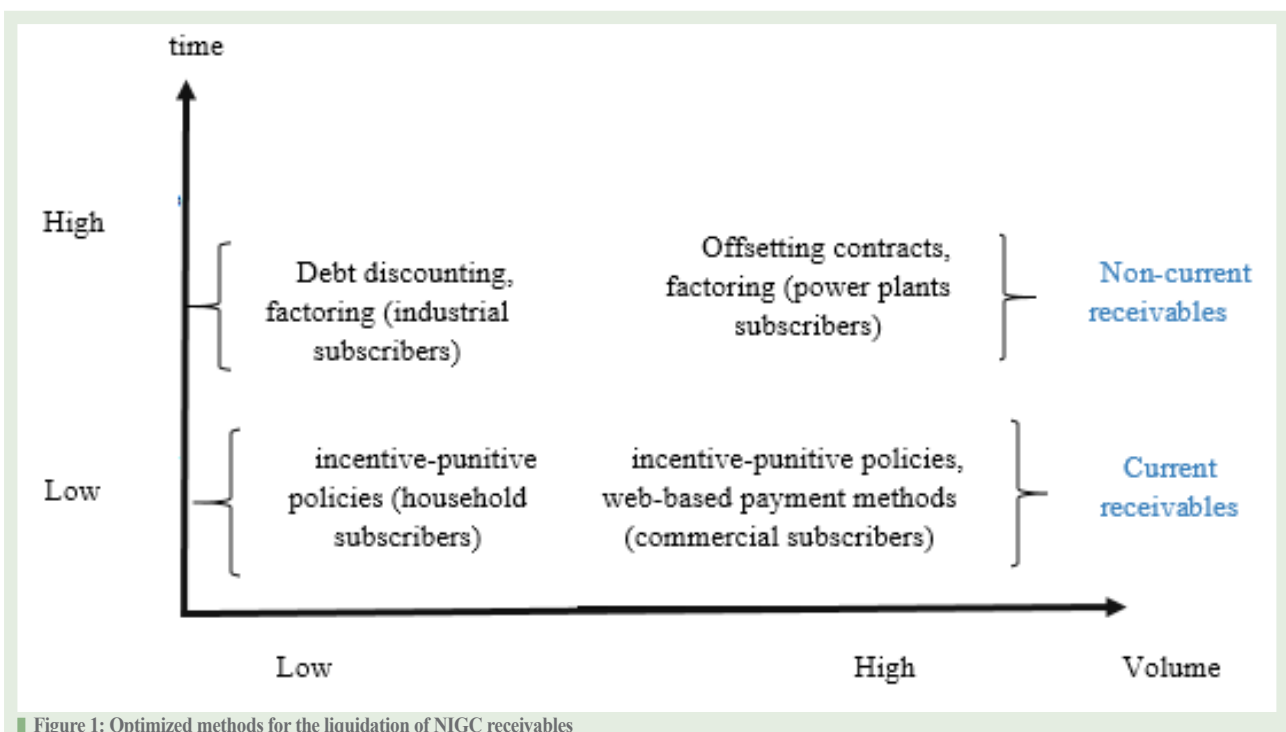 time
High
Debt discounting,
factoring (industrial
subscribers)
Offsetting contracts,
factoring (power plants
subscribers)
Non-current
receivables
Low
incentive-punitive
policies (household
subscribers)
incentive-punitive policies,
web-based payment methods
(commercial subscribers)
Current
receivables
Low
High
Volume
Figure 1: Optimized methods for the liquidation of NIGC receivables